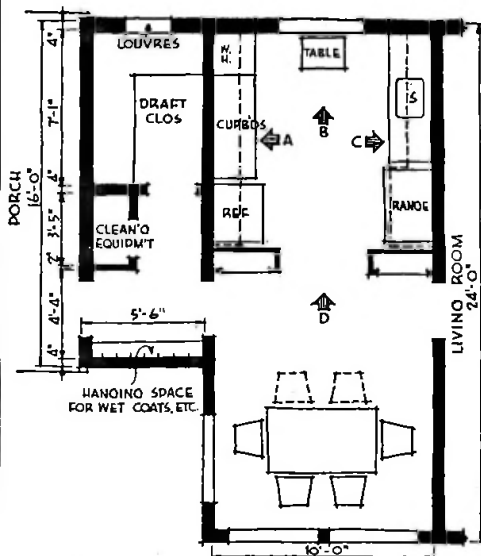 LOUVRES
W.
H.
TABLE
S
DRAFT
CLOS
CUPBDS
A
B
C
REF
RANGE
CLEAN'G
EQUIPM'T
D
5'-6"
HANGING SPACE
FOR WET COATS, ETC.
10'-0"
PORCH
16'-0"
4"
7'-1"
4"
3'-5"
2"
4'-4"
4"
LIVING ROOM
24'-0"